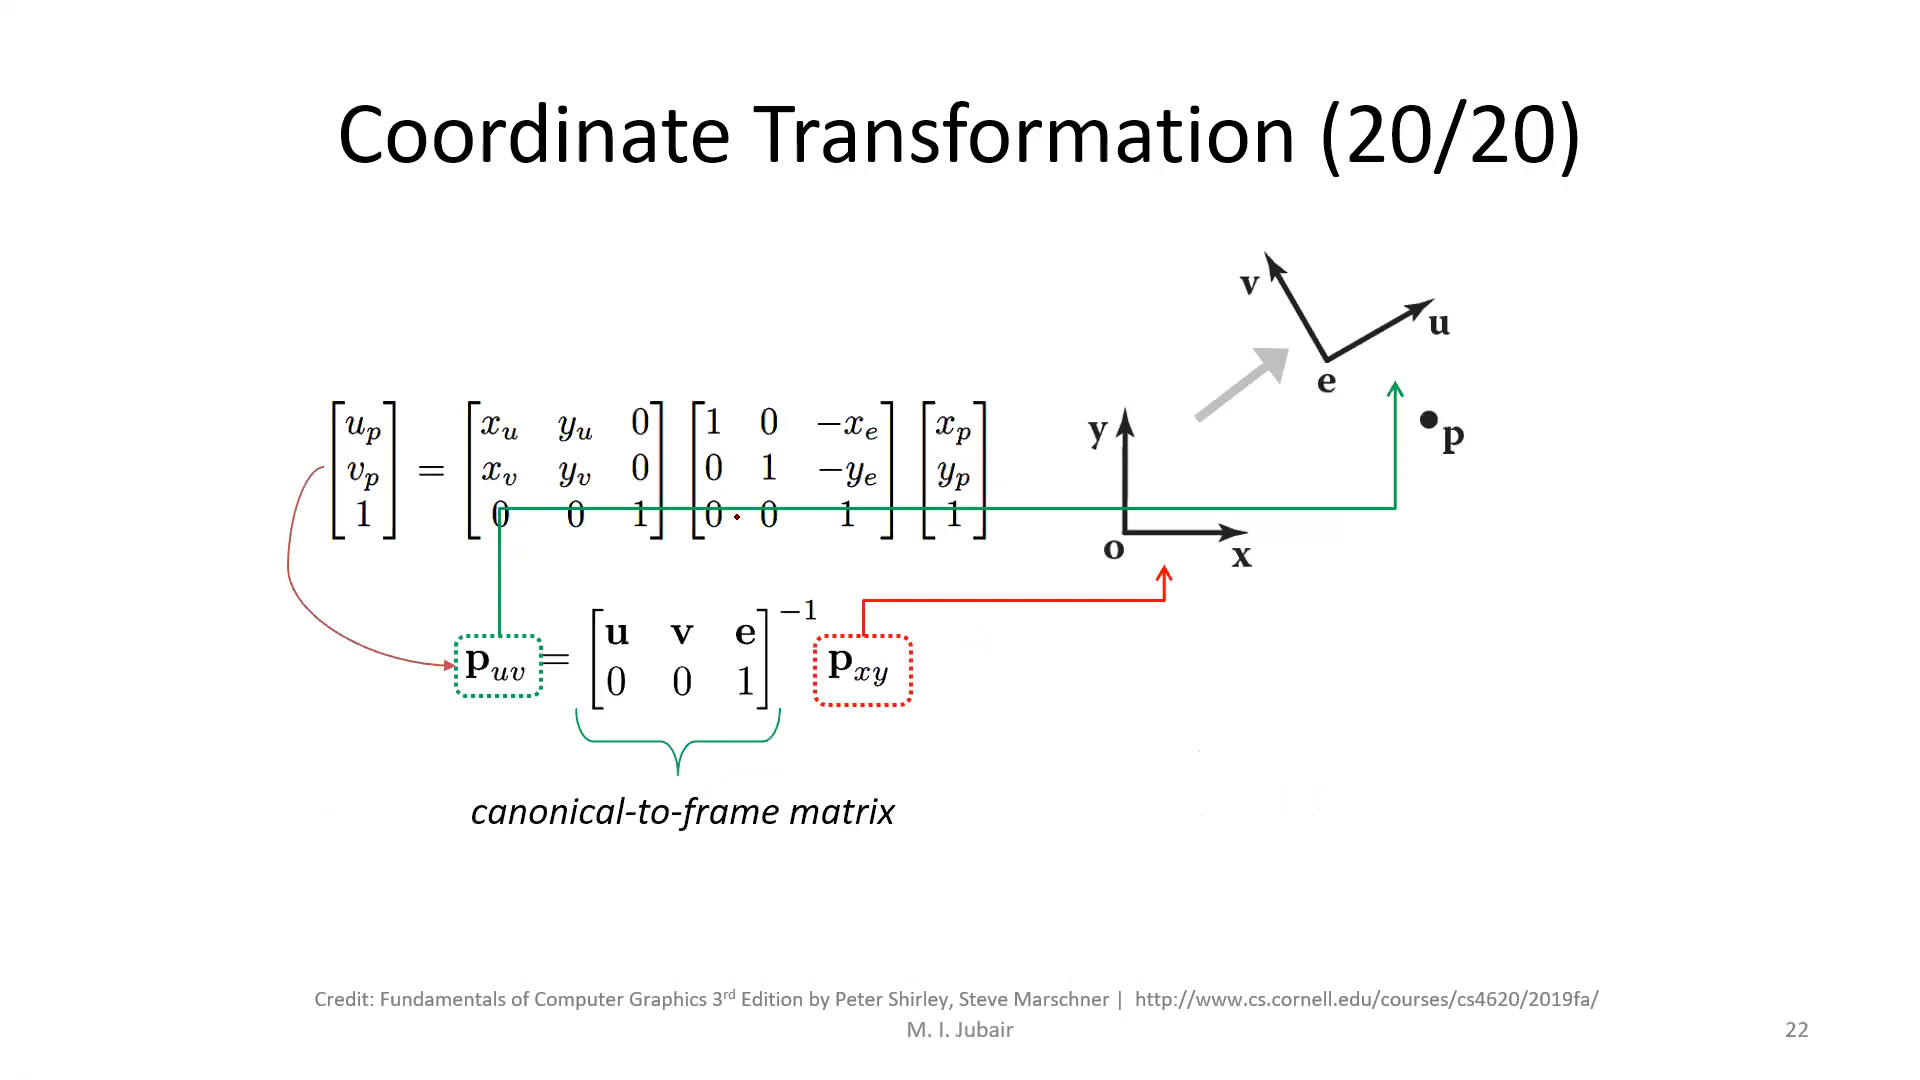 Coordinate Transformation (20/20)
v
u
e
y
p
o
x
[u_p v_p 1] = [x_u y_u 0; x_v y_v 0; 0 0 1] [1 0 −x_e; 0 1 −y_e; 0 0 1] [x_p y_p 1]
p_uv = [u v e; 0 0 1]^−1 p_xy
canonical-to-frame matrix
Credit: Fundamentals of Computer Graphics 3rd Edition by Peter Shirley, Steve Marschner | http://www.cs.cornell.edu/courses/cs4620/2019fa/
M. I. Jubair
22